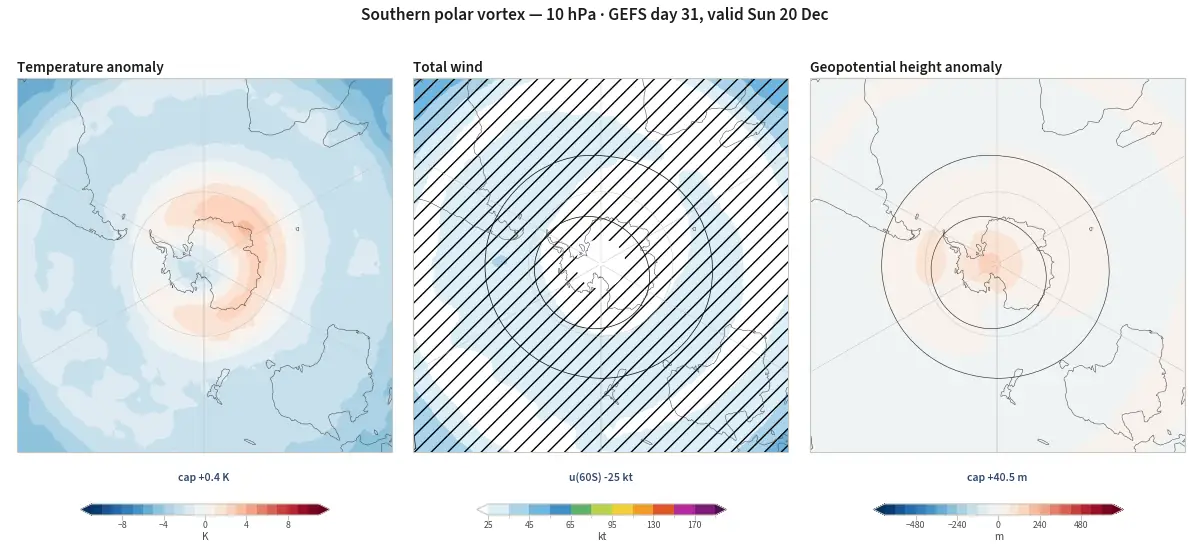 Southern polar vortex — 10 hPa · GEFS day 31, valid Sun 20 Dec
Temperature anomaly
Total wind
Geopotential height anomaly
cap +0.4 K
u(60S) -25 kt
cap +40.5 m
−8 −4 0 4 8
K
25 45 65 95 130 170
kt
−480 −240 0 240 480
m